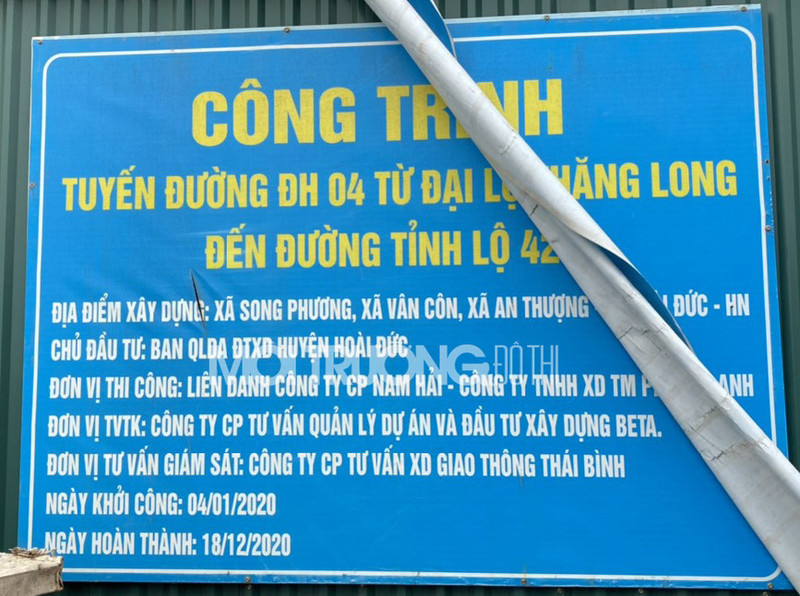 CÔNG TRÌNH
TUYẾN ĐƯỜNG ĐH 04 TỪ ĐẠI LỘ THĂNG LONG
ĐẾN ĐƯỜNG TỈNH LỘ 42
ĐỊA ĐIỂM XÂY DỰNG: XÃ SONG PHƯƠNG, XÃ VÂN CÔN, XÃ AN THƯỢNG - ĐỨC - HN
CHỦ ĐẦU TƯ: BAN QLDA ĐTXD HUYỆN HOÀI ĐỨC
MÔI TRƯỜNG ĐÔ THỊ
ĐƠN VỊ THI CÔNG: LIÊN DANH CÔNG TY CP NAM HẢI - CÔNG TY TNHH XD TM ANH
ĐƠN VỊ TVTK: CÔNG TY CP TƯ VẤN QUẢN LÝ DỰ ÁN VÀ ĐẦU TƯ XÂY DỰNG BETA.
ĐƠN VỊ TƯ VẤN GIÁM SÁT: CÔNG TY CP TƯ VẤN XD GIAO THÔNG THÁI BÌNH
NGÀY KHỞI CÔNG: 04/01/2020
NGÀY HOÀN THÀNH: 18/12/2020